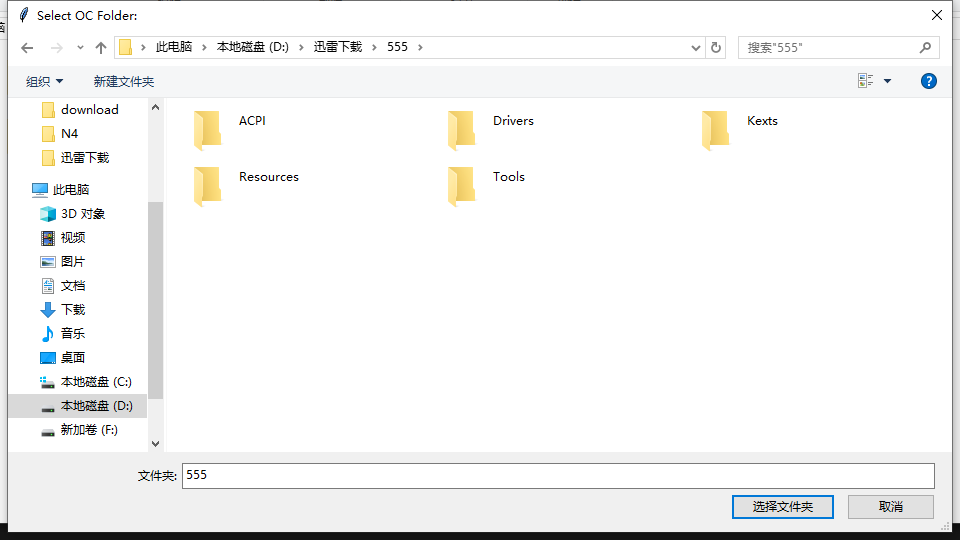 Select OC Folder:
此电脑 本地磁盘 (D:) 迅雷下载 555
搜索"555"
组织 新建文件夹
download
N4
迅雷下载
此电脑
3D 对象
视频
图片
文档
下载
音乐
桌面
本地磁盘 (C:)
本地磁盘 (D:)
新加卷 (F:)
ACPI Drivers Kexts
Resources Tools
文件夹: 555
选择文件夹 取消